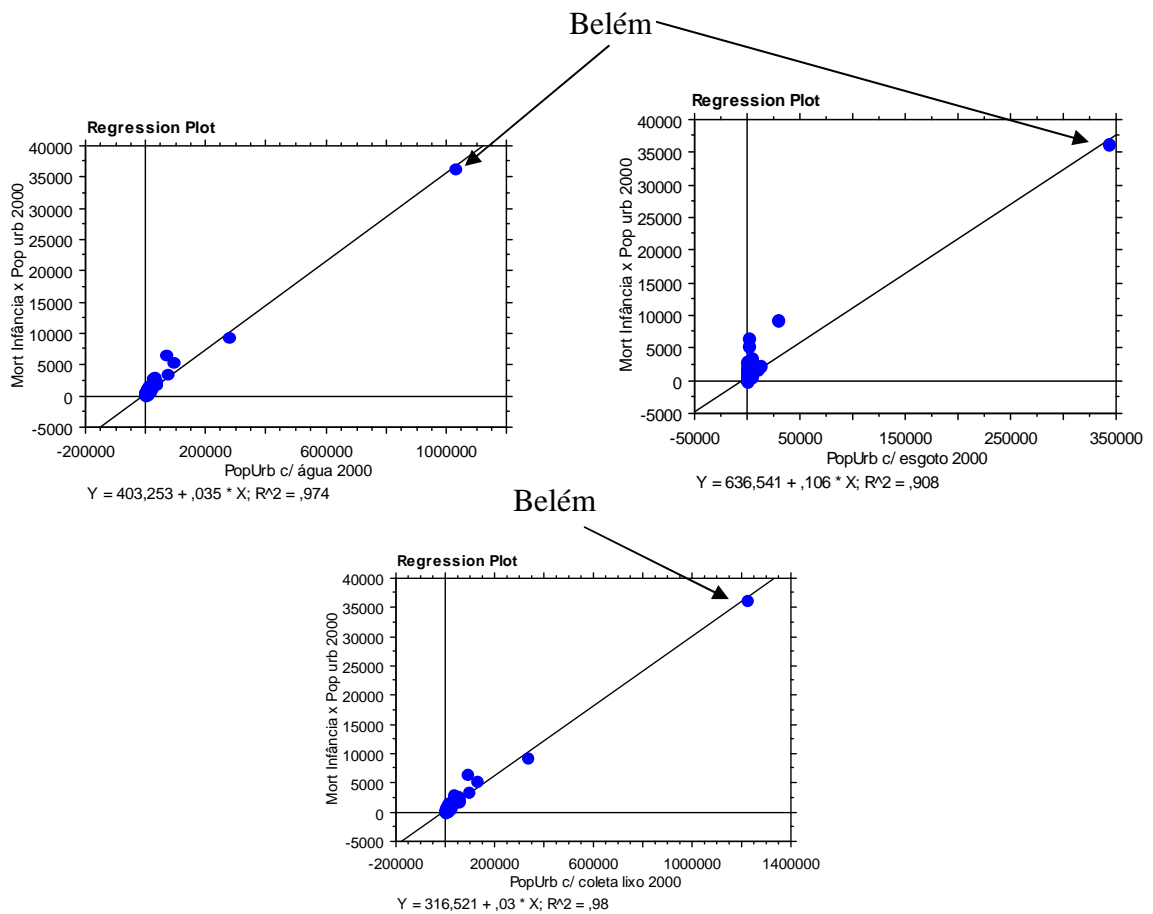 Belém
Regression Plot
40000
35000
30000
25000
20000
15000
10000
5000
0
-5000
Mort Infância x Pop urb 2000
-200000 200000 600000 1000000
PopUrb c/ água 2000
Y = 403,253 + ,035 * X; R^2 = ,974
Regression Plot
40000
35000
30000
25000
20000
15000
10000
5000
0
-5000
Mort Infância x Pop urb 2000
-50000 50000 150000 250000 350000
PopUrb c/ esgoto 2000
Y = 636,541 + ,106 * X; R^2 = ,908
Belém
Regression Plot
40000
35000
30000
25000
20000
15000
10000
5000
0
-5000
Mort Infância x Pop urb 2000
-200000 200000 600000 1000000 1400000
PopUrb c/ coleta lixo 2000
Y = 316,521 + ,03 * X; R^2 = ,98